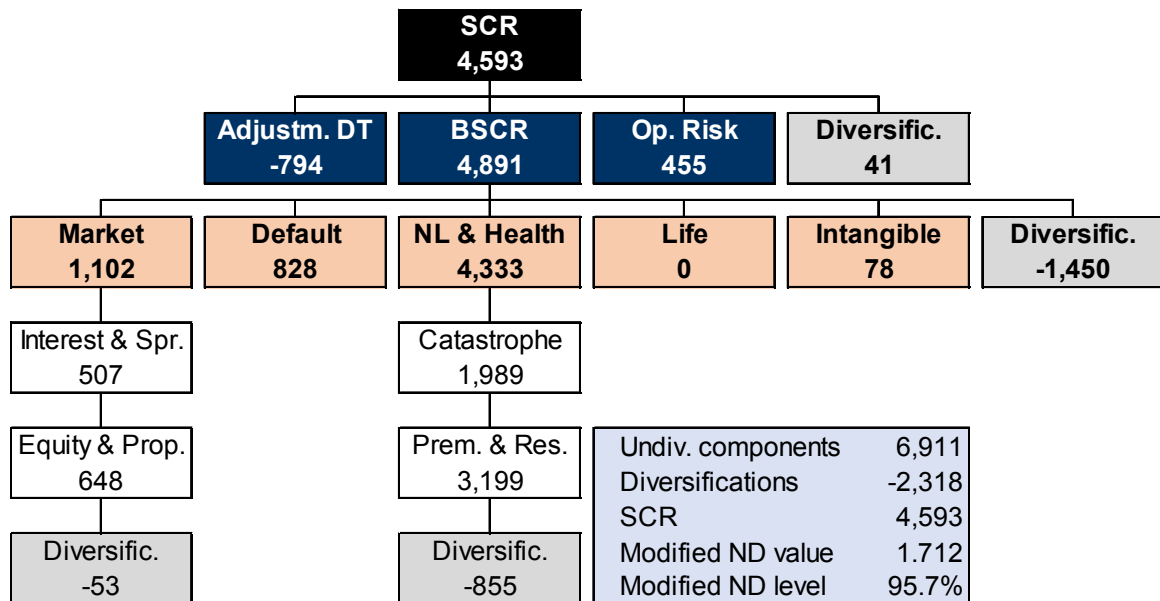 SCR
4,593
Adjustm. DT
-794
BSCR
4,891
Op. Risk
455
Diversific.
41
Market
1,102
Default
828
NL & Health
4,333
Life
0
Intangible
78
Diversific.
-1,450
Interest & Spr.
507
Catastrophe
1,989
Equity & Prop.
648
Prem. & Res.
3,199
Diversific.
-53
Diversific.
-855
Undiv. components 6,911
Diversifications -2,318
SCR 4,593
Modified ND value 1.712
Modified ND level 95.7%